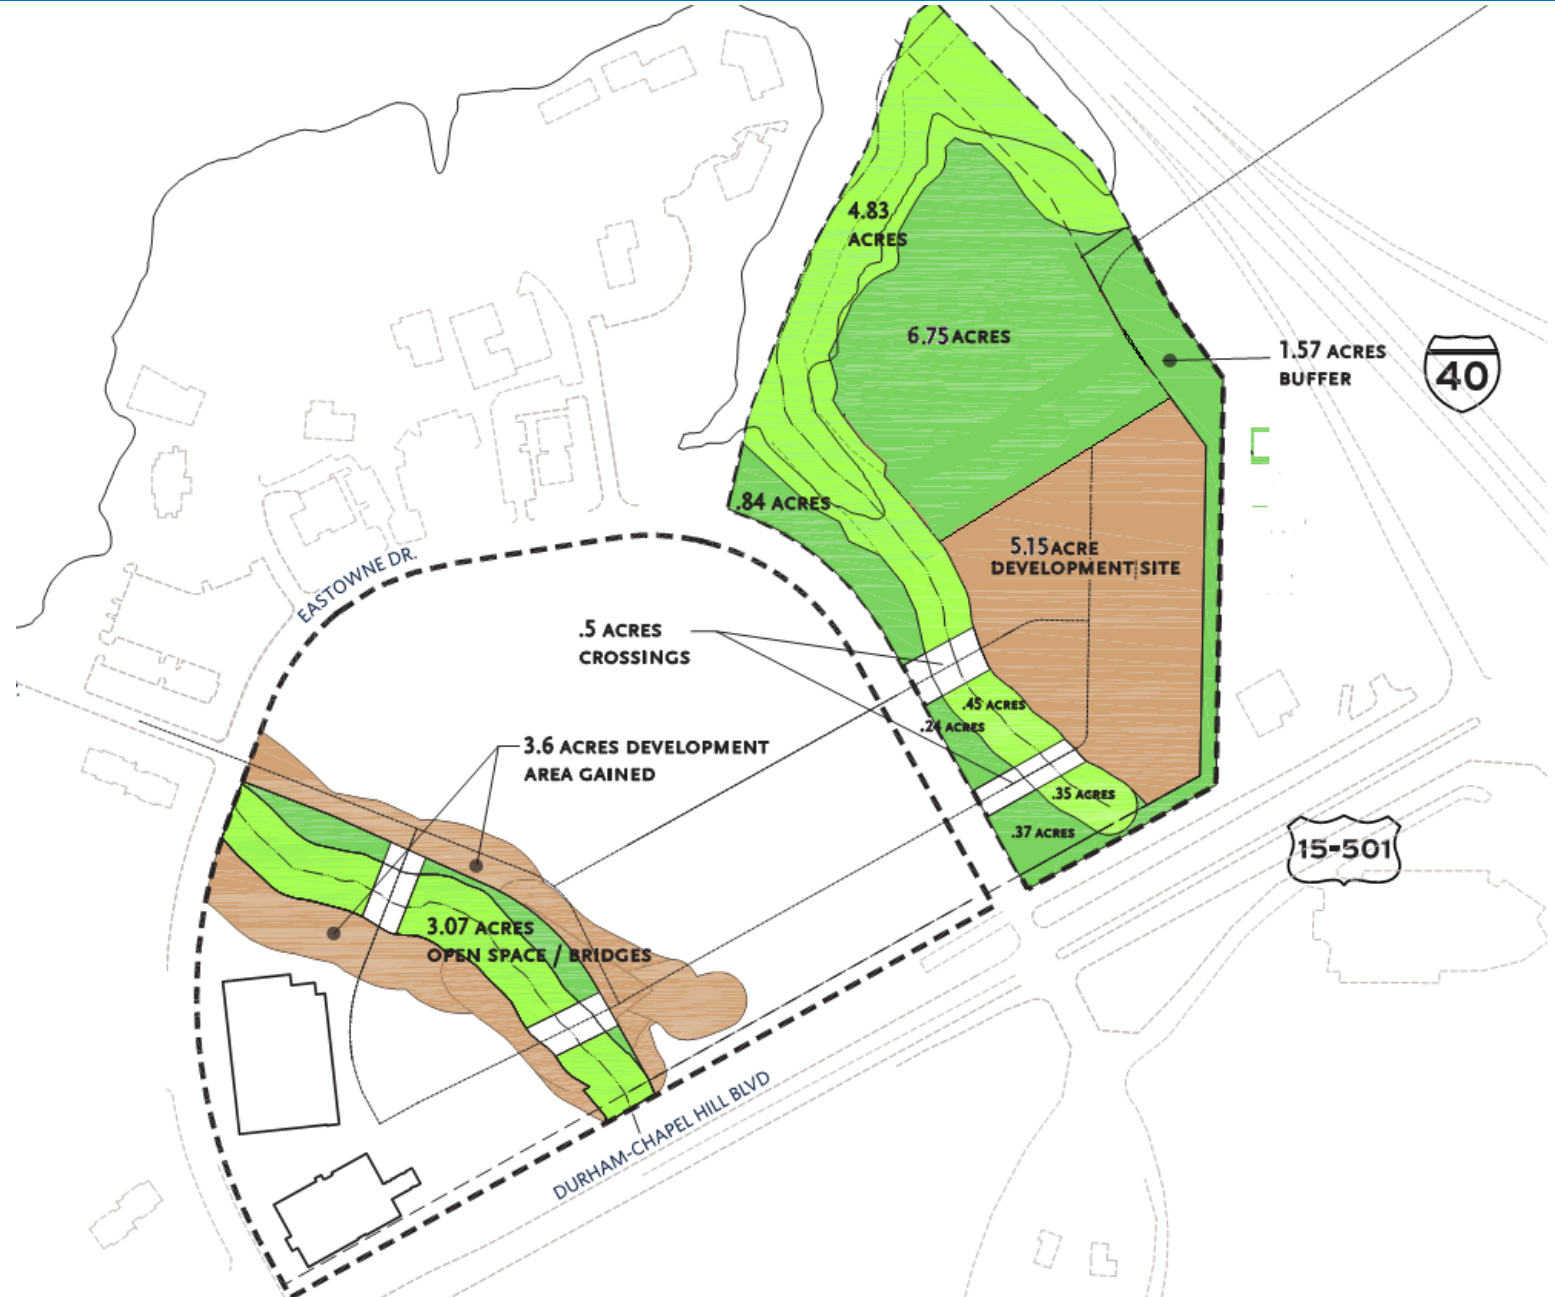 4.83
ACRES
6.75 ACRES
1.57 ACRES
BUFFER
40
.84 ACRES
5.15 ACRE
DEVELOPMENT SITE
EASTOWNE DR.
.5 ACRES
CROSSINGS
.45 ACRES
.24 ACRES
3.6 ACRES DEVELOPMENT
AREA GAINED
.35 ACRES
.37 ACRES
15-501
3.07 ACRES
OPEN SPACE / BRIDGES
DURHAM-CHAPEL HILL BLVD